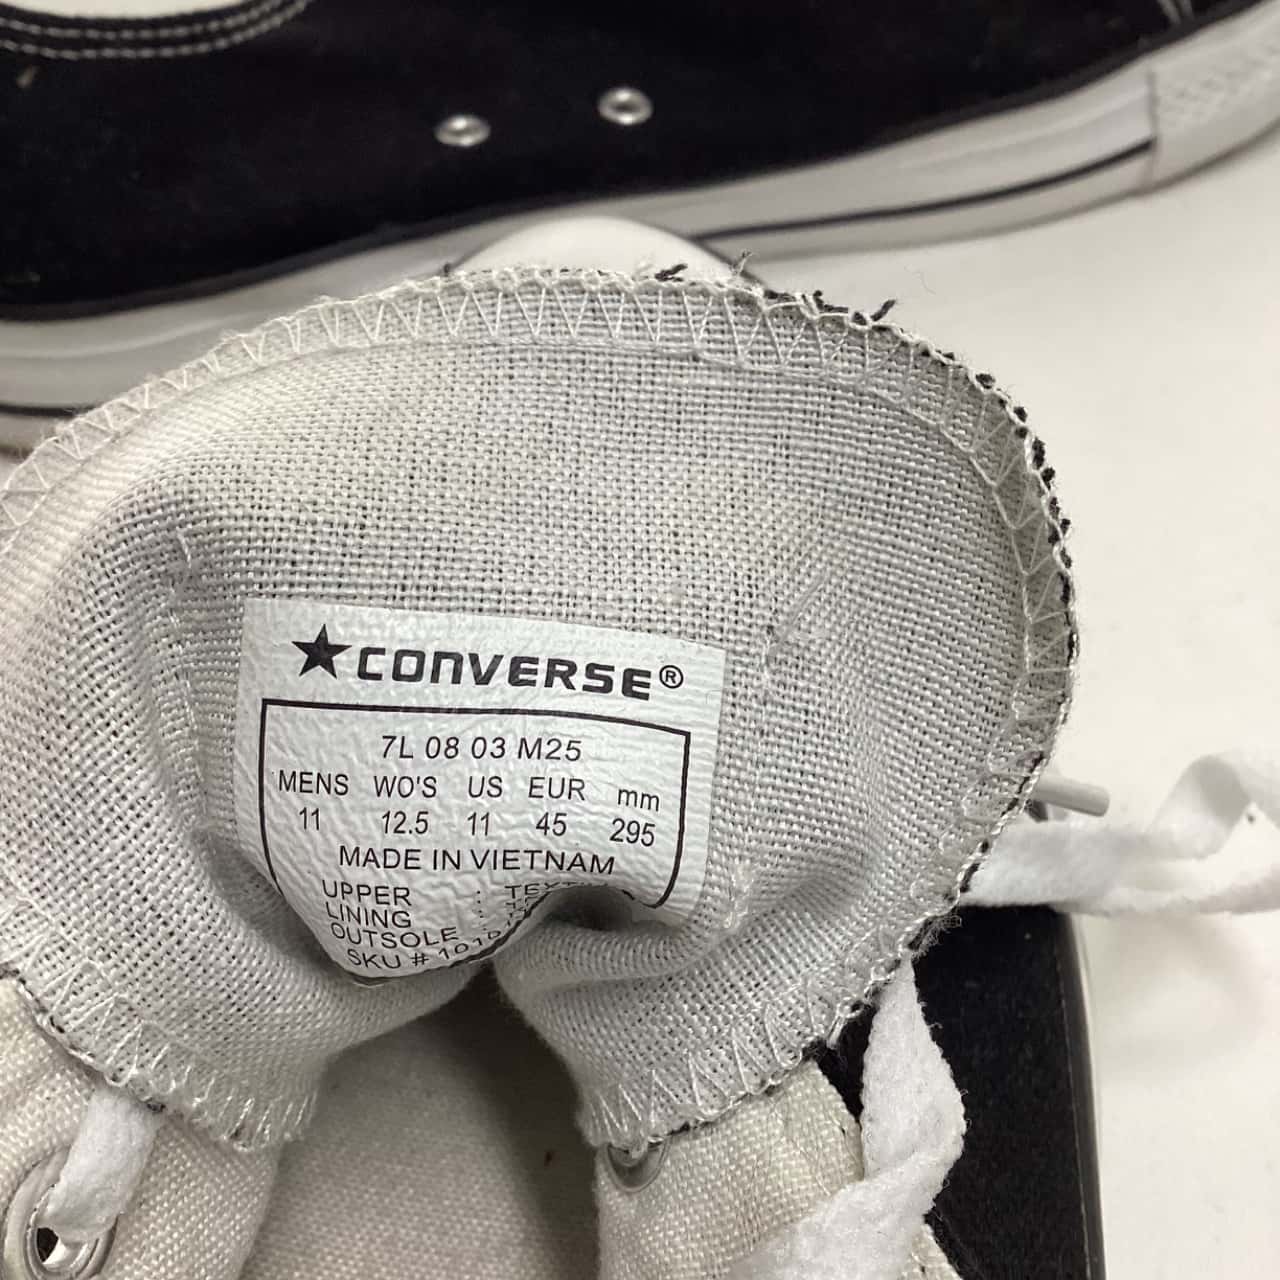 ★CONVERSE®
7L 08 03 M25
MENS WO'S US EUR mm
11 12.5 11 45 295
MADE IN VIETNAM
UPPER :
LINING :
OUTSOLE :
SKU #